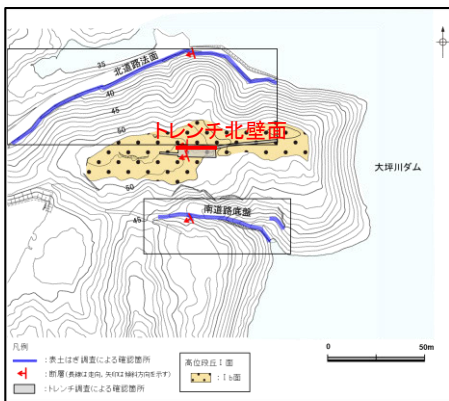 35
北道路法面
40
45
50
トレンチ北壁面
大坪川ダム
50
南道路底盤
45
凡例
：表土はぎ調査による確認箇所
：断層(長線は走向，矢印は傾斜方向を示す)
：トレンチ調査による確認箇所
高位段丘Ⅰ面
：Ⅰb面
0 50m